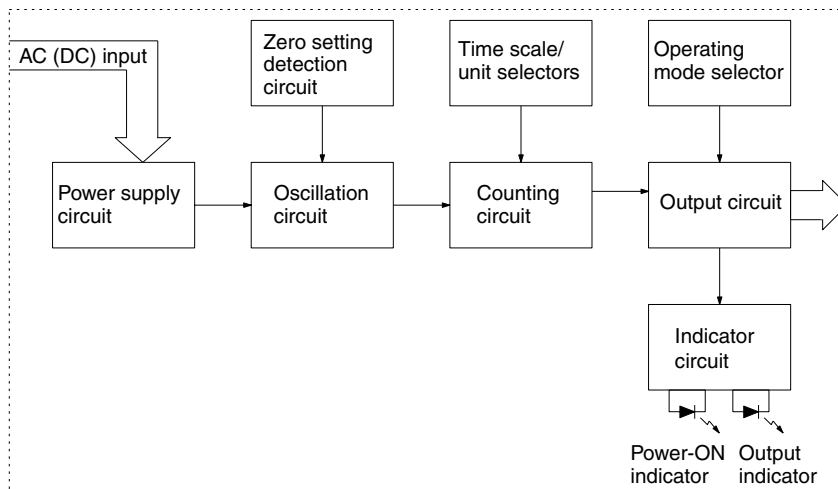 AC (DC) input
Zero setting
detection
circuit
Time scale/
unit selectors
Operating
mode selector
Power supply
circuit
Oscillation
circuit
Counting
circuit
Output circuit
Indicator
circuit
Power-ON
indicator
Output
indicator